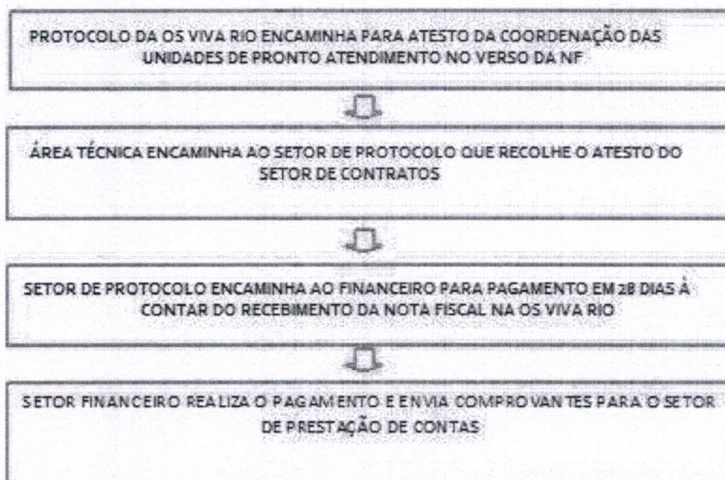 PROTOCOLO DA OS VIVA RIO ENCAMINHA PARA ATESTO DA COORDENAÇÃO DAS
UNIDADES DE PRONTO ATENDIMENTO NO VERSO DA NF
ÁREA TÉCNICA ENCAMINHA AO SETOR DE PROTOCOLO QUE RECOLHE O ATESTO DO
SETOR DE CONTRATOS
SETOR DE PROTOCOLO ENCAMINHA AO FINANCEIRO PARA PAGAMENTO EM 28 DIAS À
CONTAR DO RECEBIMENTO DA NOTA FISCAL NA OS VIVA RIO
SETOR FINANCEIRO REALIZA O PAGAMENTO E ENVIA COMPROVANTES PARA O SETOR
DE PRESTAÇÃO DE CONTAS